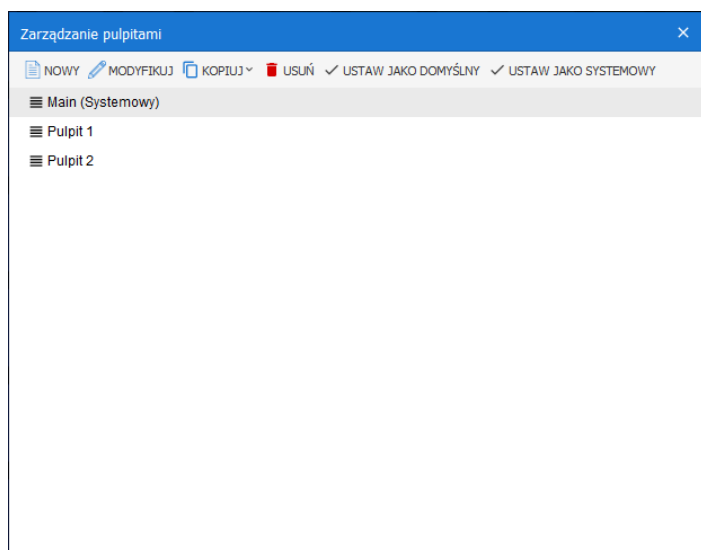 Zarządzanie pulpitami
NOWY MODYFIKUJ KOPIUJ USUŃ USTAW JAKO DOMYŚLNY USTAW JAKO SYSTEMOWY
Main (Systemowy)
Pulpit 1
Pulpit 2